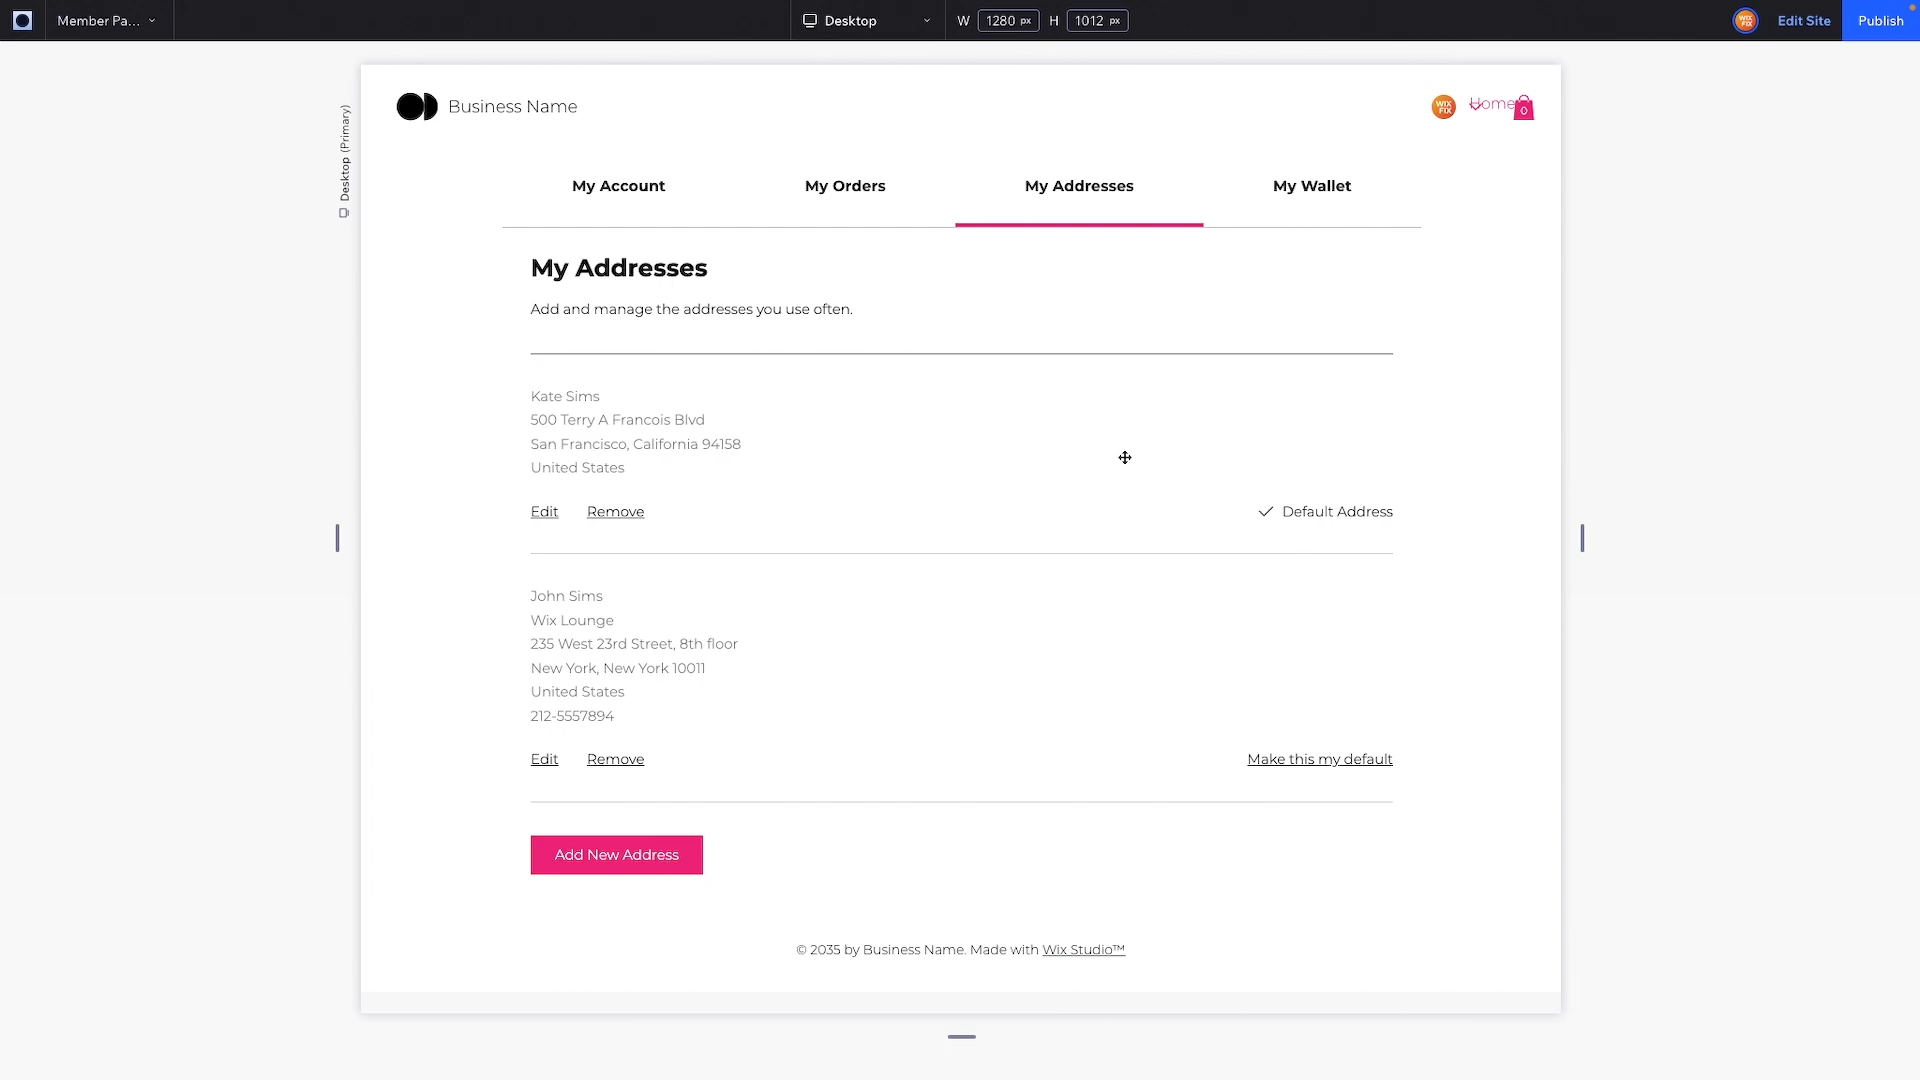 Member Pa...
Desktop
W 1280 px H 1012 px
Edit Site
Publish
Desktop (Primary)
Business Name
WIX FIX
Home
0
My Account
My Orders
My Addresses
My Wallet
My Addresses
Add and manage the addresses you use often.
Kate Sims
500 Terry A Francois Blvd
San Francisco, California 94158
United States
Edit
Remove
Default Address
John Sims
Wix Lounge
235 West 23rd Street, 8th floor
New York, New York 10011
United States
212-5557894
Edit
Remove
Make this my default
Add New Address
© 2035 by Business Name. Made with Wix Studio™